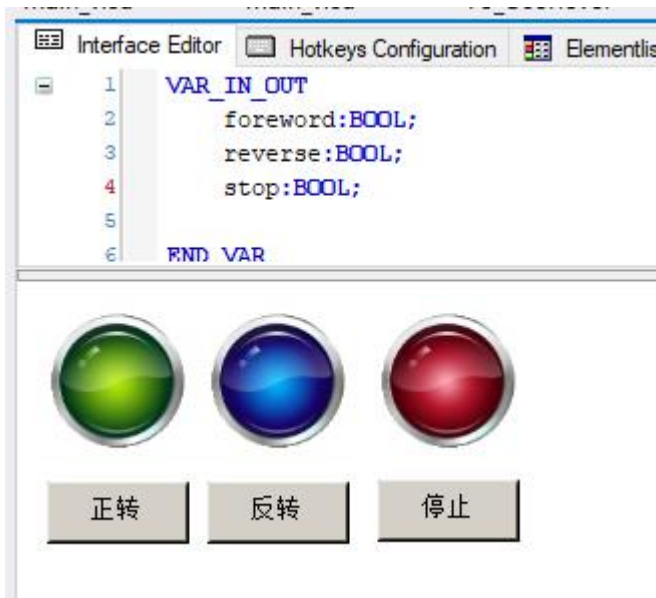 Interface Editor Hotkeys Configuration Elementlis
1 VAR_IN_OUT
2 foreword:BOOL;
3 reverse:BOOL;
4 stop:BOOL;
5
6 END_VAR
正转 反转 停止